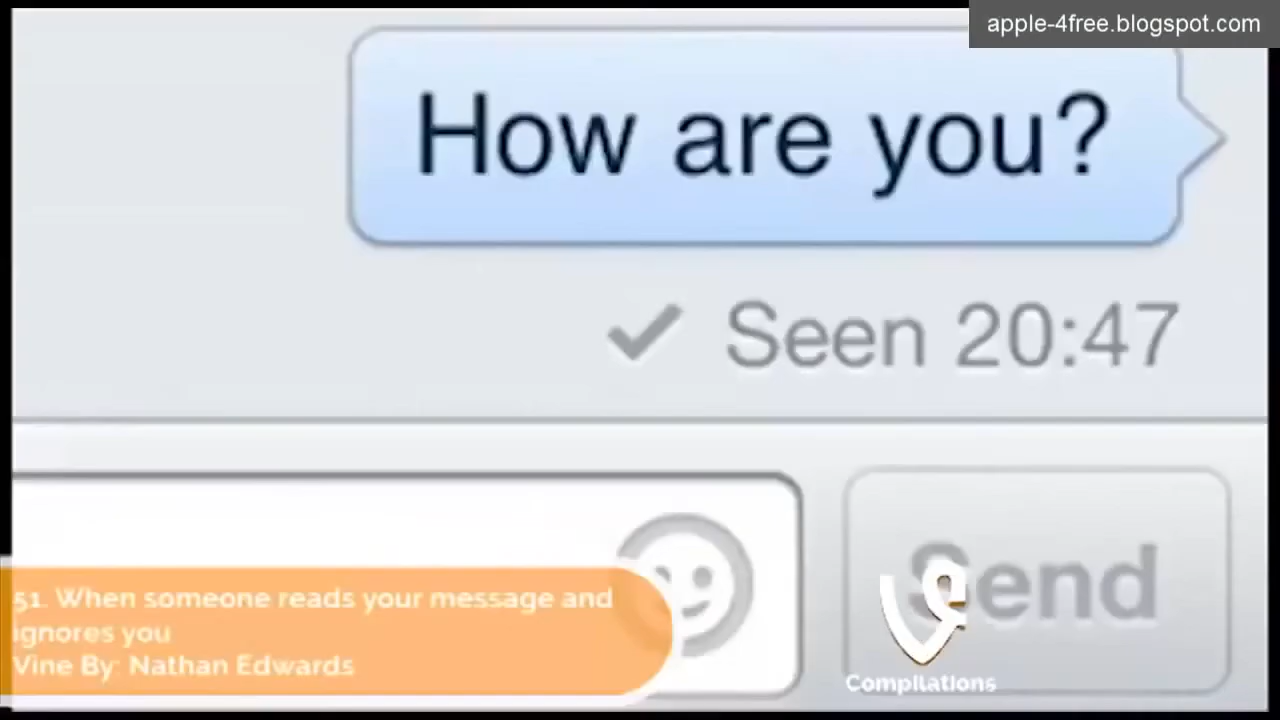 apple-4free.blogspot.com
How are you?
Seen 20:47
Send
51. When someone reads your message and
ignores you
Vine By: Nathan Edwards
Compilations